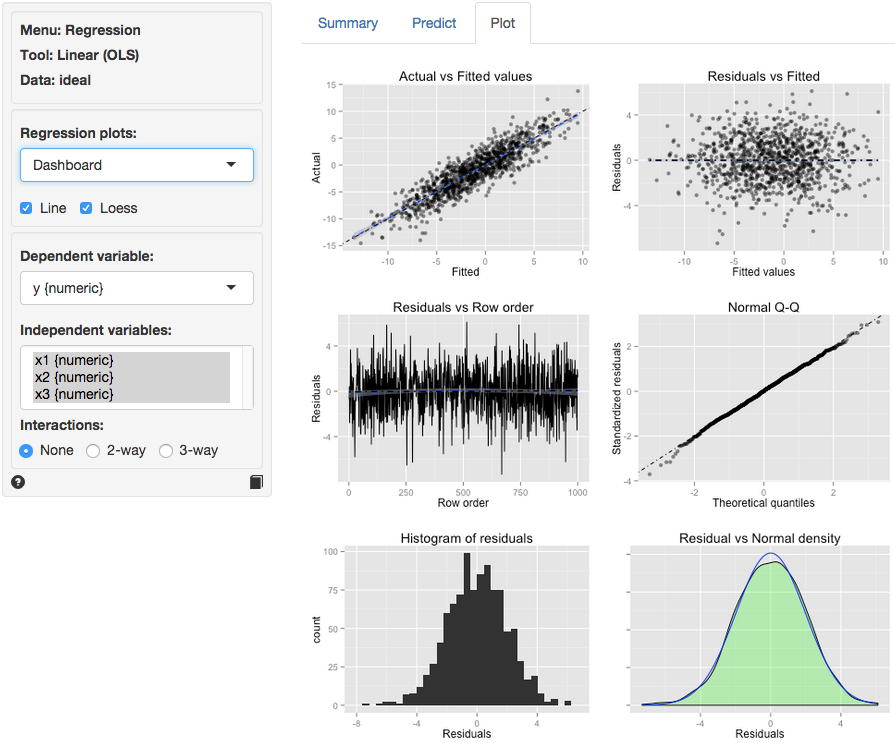 Menu: Regression
Tool: Linear (OLS)
Data: ideal
Regression plots:
Dashboard
Line Loess
Dependent variable:
y {numeric}
Independent variables:
x1 {numeric}
x2 {numeric}
x3 {numeric}
Interactions:
None 2-way 3-way
?
Summary Predict Plot
Actual vs Fitted values
Actual
15
10
5
0
-5
-10
-15
-10 -5 0 5 10
Fitted
Residuals vs Fitted
Residuals
4
0
-4
-10 -5 0 5 10
Fitted values
Residuals vs Row order
Residuals
4
0
-4
0 250 500 750 1000
Row order
Normal Q-Q
Standardized residuals
2
0
-2
-4
-2 0 2
Theoretical quantiles
Histogram of residuals
count
100
75
50
25
0
-8 -4 0 4
Residuals
Residual vs Normal density
-4 0 4
Residuals